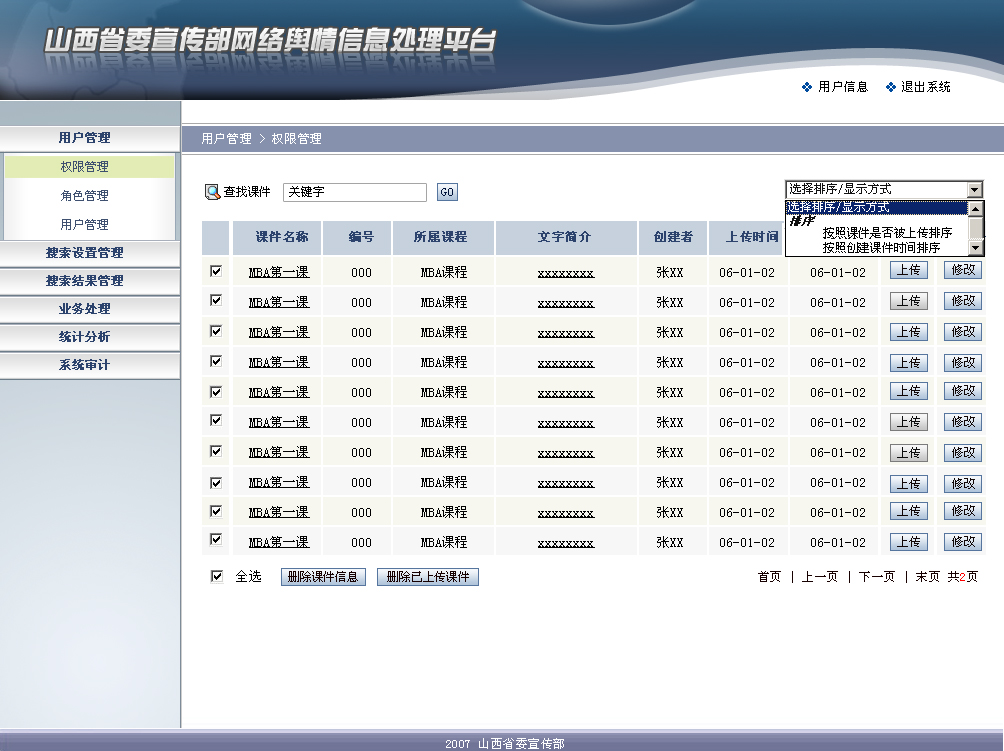 山西省委宣传部网络舆情信息处理平台
用户信息 退出系统
用户管理
权限管理
角色管理
用户管理
搜索设置管理
搜索结果管理
业务处理
统计分析
系统审计
用户管理 > 权限管理
查找课件 关键字 GO
选择排序/显示方式
选择排序/显示方式
排序
按照课件是否被上传排序
按照创建课件时间排序
课件名称 编号 所属课程 文字简介 创建者 上传时间
MBA第一课 000 MBA课程 xxxxxxxx 张XX 06-01-02 06-01-02 上传 修改
MBA第一课 000 MBA课程 xxxxxxxx 张XX 06-01-02 06-01-02 上传 修改
MBA第一课 000 MBA课程 xxxxxxxx 张XX 06-01-02 06-01-02 上传 修改
MBA第一课 000 MBA课程 xxxxxxxx 张XX 06-01-02 06-01-02 上传 修改
MBA第一课 000 MBA课程 xxxxxxxx 张XX 06-01-02 06-01-02 上传 修改
MBA第一课 000 MBA课程 xxxxxxxx 张XX 06-01-02 06-01-02 上传 修改
MBA第一课 000 MBA课程 xxxxxxxx 张XX 06-01-02 06-01-02 上传 修改
MBA第一课 000 MBA课程 xxxxxxxx 张XX 06-01-02 06-01-02 上传 修改
MBA第一课 000 MBA课程 xxxxxxxx 张XX 06-01-02 06-01-02 上传 修改
MBA第一课 000 MBA课程 xxxxxxxx 张XX 06-01-02 06-01-02 上传 修改
全选 删除课件信息 删除已上传课件 首页 | 上一页 | 下一页 | 末页 共2页
2007 山西省委宣传部